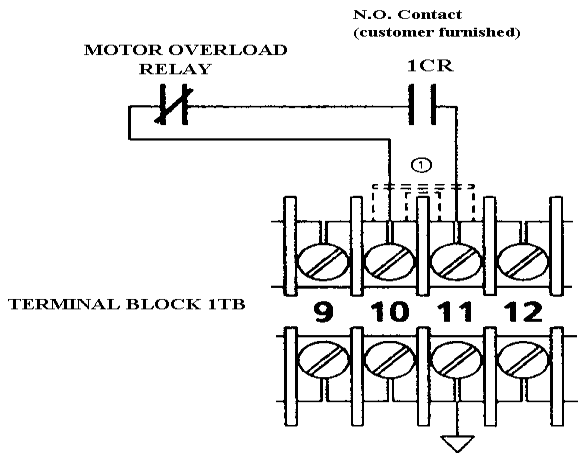 N.O. Contact
(customer furnished)
MOTOR OVERLOAD
RELAY
1CR
1
TERMINAL BLOCK 1TB
9 10 11 12